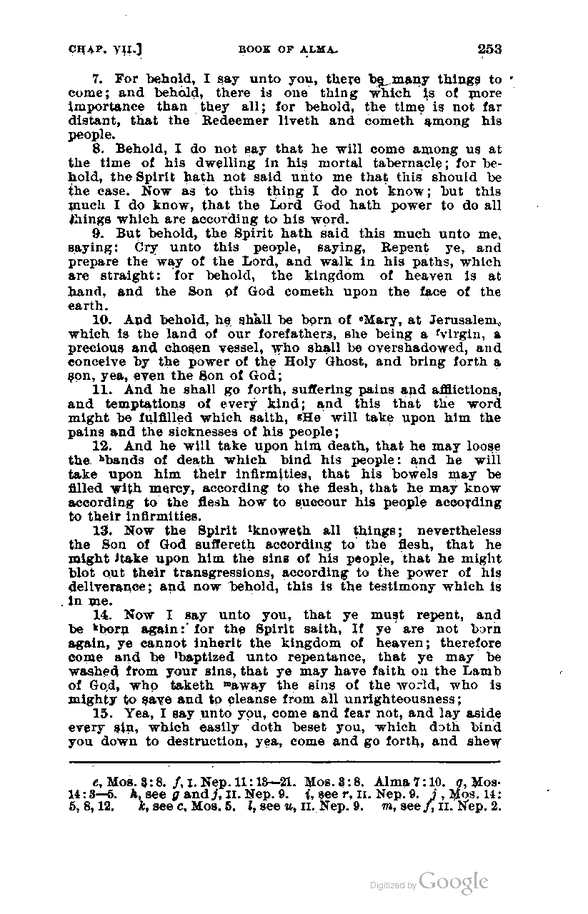 CHAP. VII.] BOOK OF ALMA. 253
7. For behold, I say unto you, there be many things to
come; and behold, there is one thing which is of more
importance than they all; for behold, the time is not far
distant, that the Redeemer liveth and cometh among his
people.
8. Behold, I do not say that he will come among us at
the time of his dwelling in his mortal tabernacle; for be-
hold, the Spirit hath not said unto me that this should be
the case. Now as to this thing I do not know; but this
much I do know, that the Lord God hath power to do all
things which are according to his word.
9. But behold, the Spirit hath said this much unto me,
saying: Cry unto this people, saying, Repent ye, and
prepare the way of the Lord, and walk in his paths, which
are straight: for behold, the kingdom of heaven is at
hand, and the Son of God cometh upon the face of the
earth.
10. And behold, he shall be born of ᵉMary, at Jerusalem,
which is the land of our forefathers, she being a ᶠvirgin, a
precious and chosen vessel, who shall be overshadowed, and
conceive by the power of the Holy Ghost, and bring forth a
son, yea, even the Son of God;
11. And he shall go forth, suffering pains and afflictions,
and temptations of every kind; and this that the word
might be fulfilled which saith, ᵍHe will take upon him the
pains and the sicknesses of his people;
12. And he will take upon him death, that he may loose
the ʰbands of death which bind his people: and he will
take upon him their infirmities, that his bowels may be
filled with mercy, according to the flesh, that he may know
according to the flesh how to succour his people according
to their infirmities.
13. Now the Spirit ⁱknoweth all things; nevertheless
the Son of God suffereth according to the flesh, that he
might ʲtake upon him the sins of his people, that he might
blot out their transgressions, according to the power of his
deliverance; and now behold, this is the testimony which is
in me.
14. Now I say unto you, that ye must repent, and
be ᵏborn again: for the Spirit saith, If ye are not born
again, ye cannot inherit the kingdom of heaven; therefore
come and be ˡbaptized unto repentance, that ye may be
washed from your sins, that ye may have faith on the Lamb
of God, who taketh ᵐaway the sins of the world, who is
mighty to save and to cleanse from all unrighteousness;
15. Yea, I say unto you, come and fear not, and lay aside
every sin, which easily doth beset you, which doth bind
you down to destruction, yea, come and go forth, and shew
e, Mos. 3:8. f, I. Nep. 11:13—21. Mos. 3:8. Alma 7:10. g, Mos.
14:3—5. h, see g and j, II. Nep. 9. i, see r, II. Nep. 9. j, Mos. 14:
5, 8, 12. k, see c, Mos. 5. l, see u, II. Nep. 9. m, see f, II. Nep. 2.
Digitized by Google